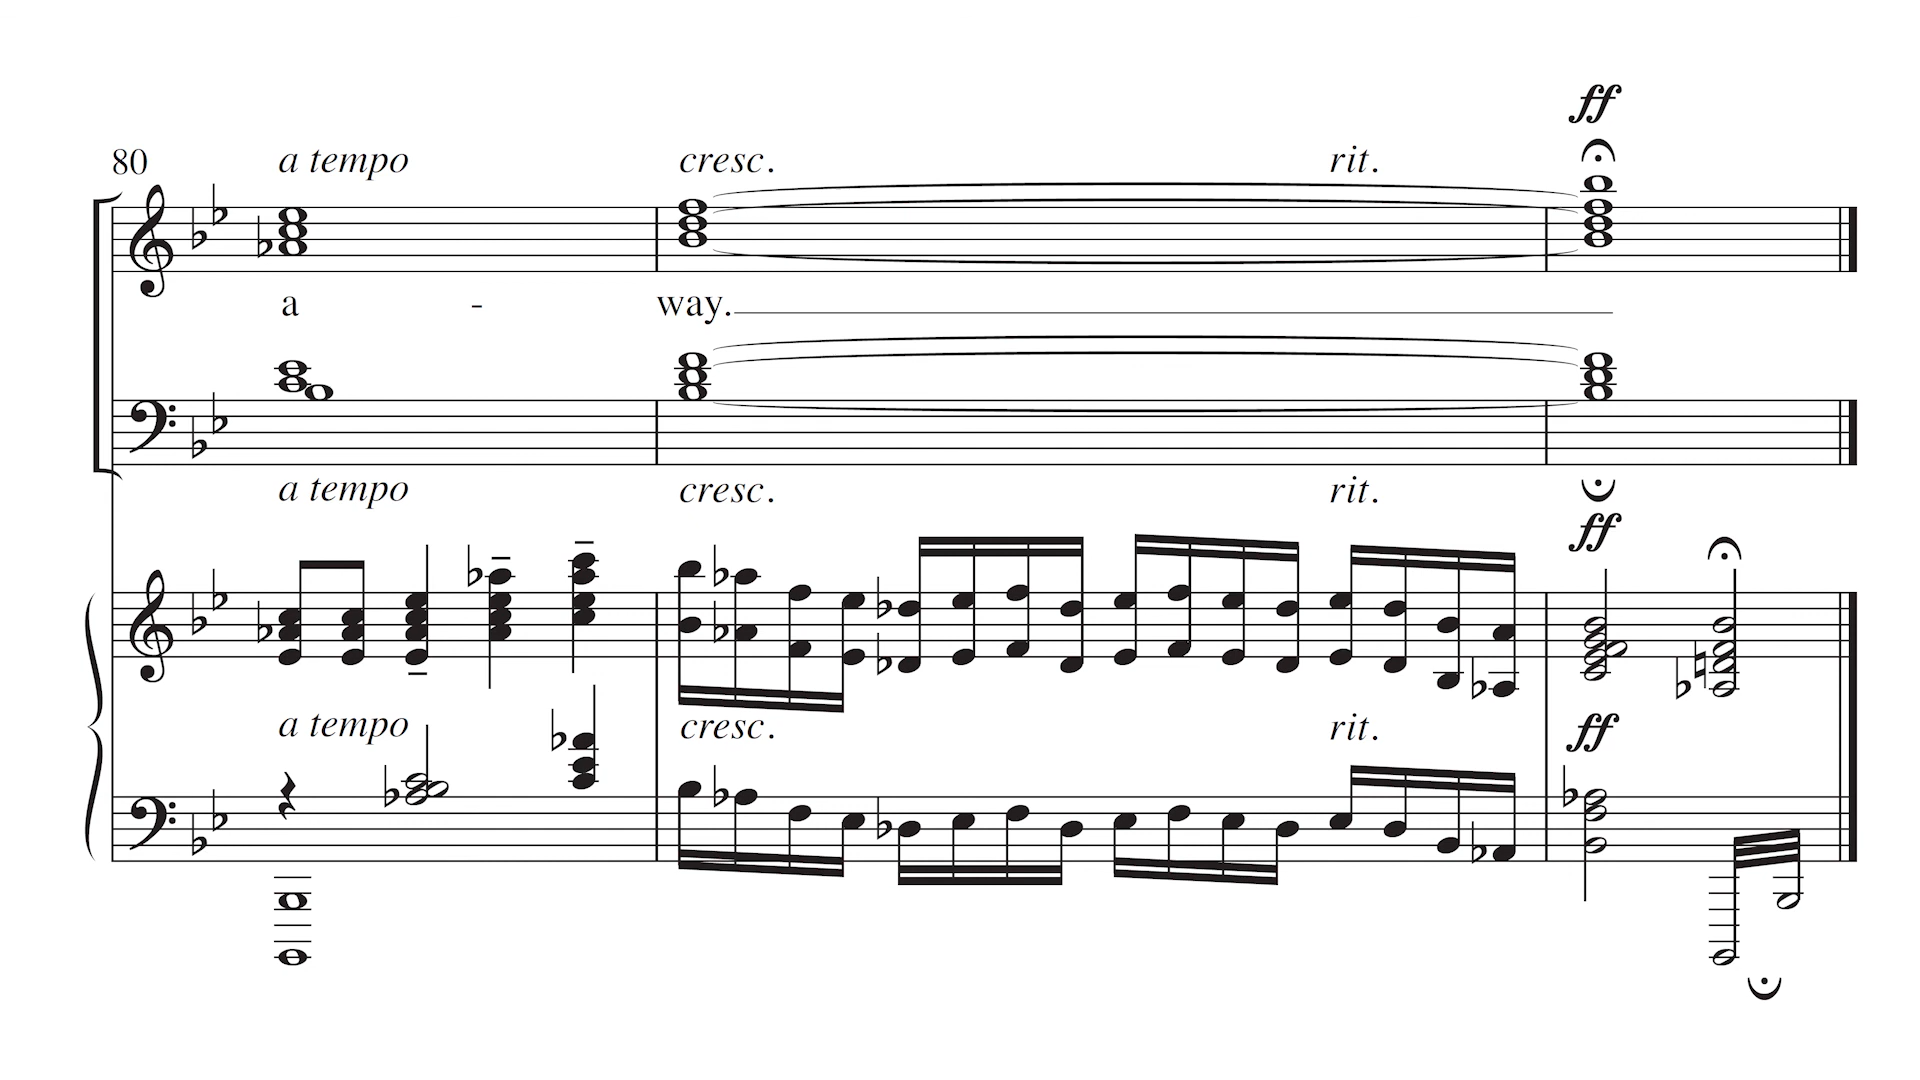 ff
80 a tempo cresc. rit.
a - way.
a tempo cresc. rit.
ff
a tempo cresc. rit. ff